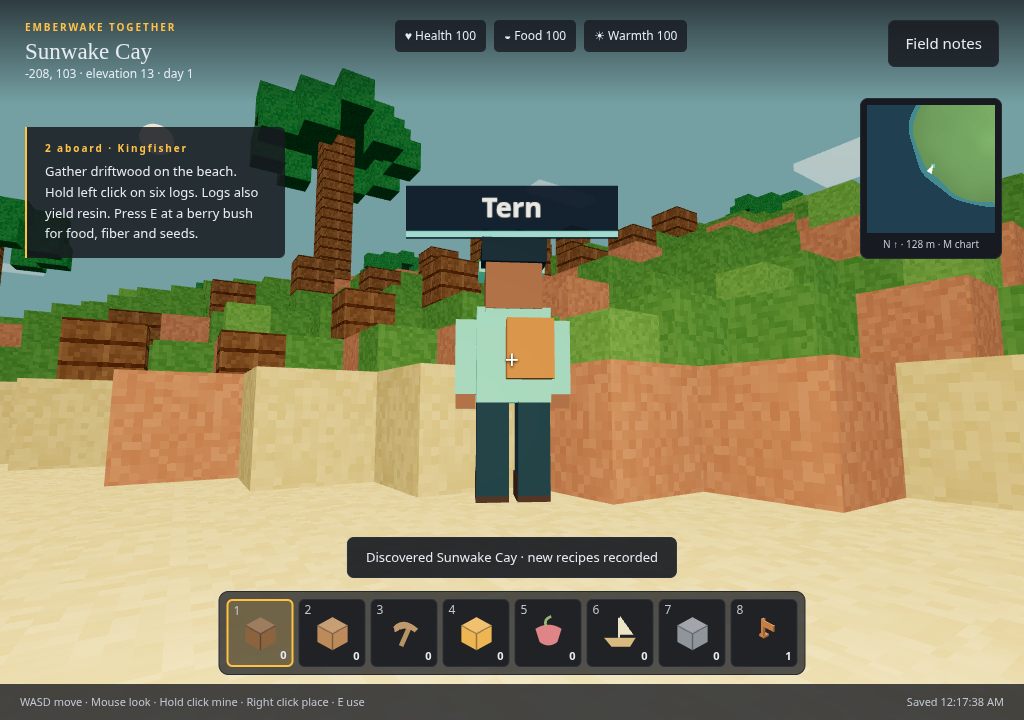 EMBERWAKE TOGETHER
Sunwake Cay
-208, 103 · elevation 13 · day 1
♥ Health 100
Food 100
☀ Warmth 100
Field notes
2 aboard · Kingfisher
Gather driftwood on the beach.
Hold left click on six logs. Logs also
yield resin. Press E at a berry bush
for food, fiber and seeds.
Tern
N ↑ · 128 m · M chart
Discovered Sunwake Cay · new recipes recorded
1 2 3 4 5 6 7 8
0 0 0 0 0 0 0 1
WASD move · Mouse look · Hold click mine · Right click place · E use
Saved 12:17:38 AM